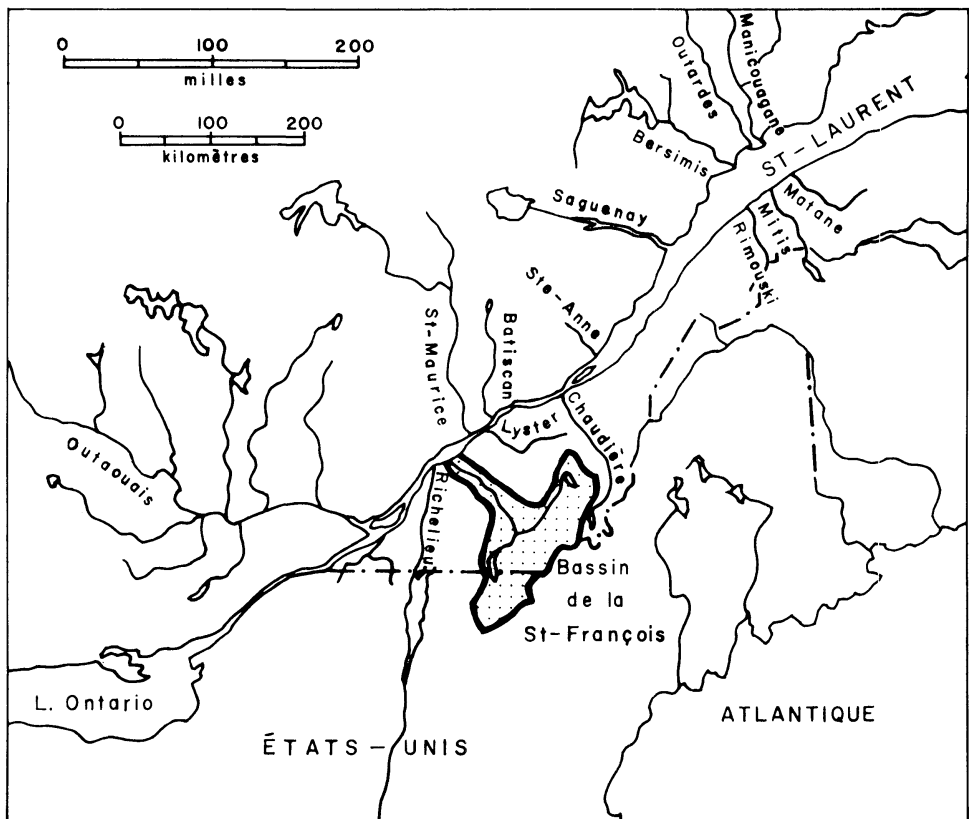 0 100 200
milles
0 100 200
kilomètres
Outardes
Manicouagane
ST-LAURENT
Bersimis
Saguenay
Matane
Mitis
Rimouski
Ste-Anne
St-Maurice
Batiscan
Lyster
Chaudière
Outaouais
Richelieu
Bassin
de la
St-François
L. Ontario
ÉTATS-UNIS
ATLANTIQUE